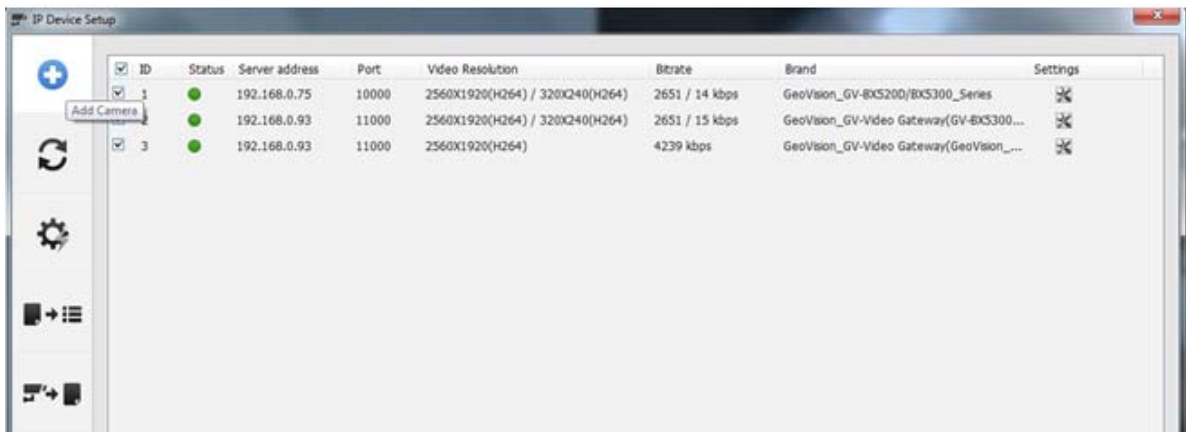 IP Device Setup
ID Status Server address Port Video Resolution Bitrate Brand Settings
1 192.168.0.75 10000 2560X1920(H264) / 320X240(H264) 2651 / 14 kbps GeoVision_GV-BX520D/BX5300_Series
Add Camera
2 192.168.0.93 11000 2560X1920(H264) / 320X240(H264) 2651 / 15 kbps GeoVision_GV-Video Gateway(GV-BX5300...
3 192.168.0.93 11000 2560X1920(H264) 4239 kbps GeoVision_GV-Video Gateway(GeoVision_...